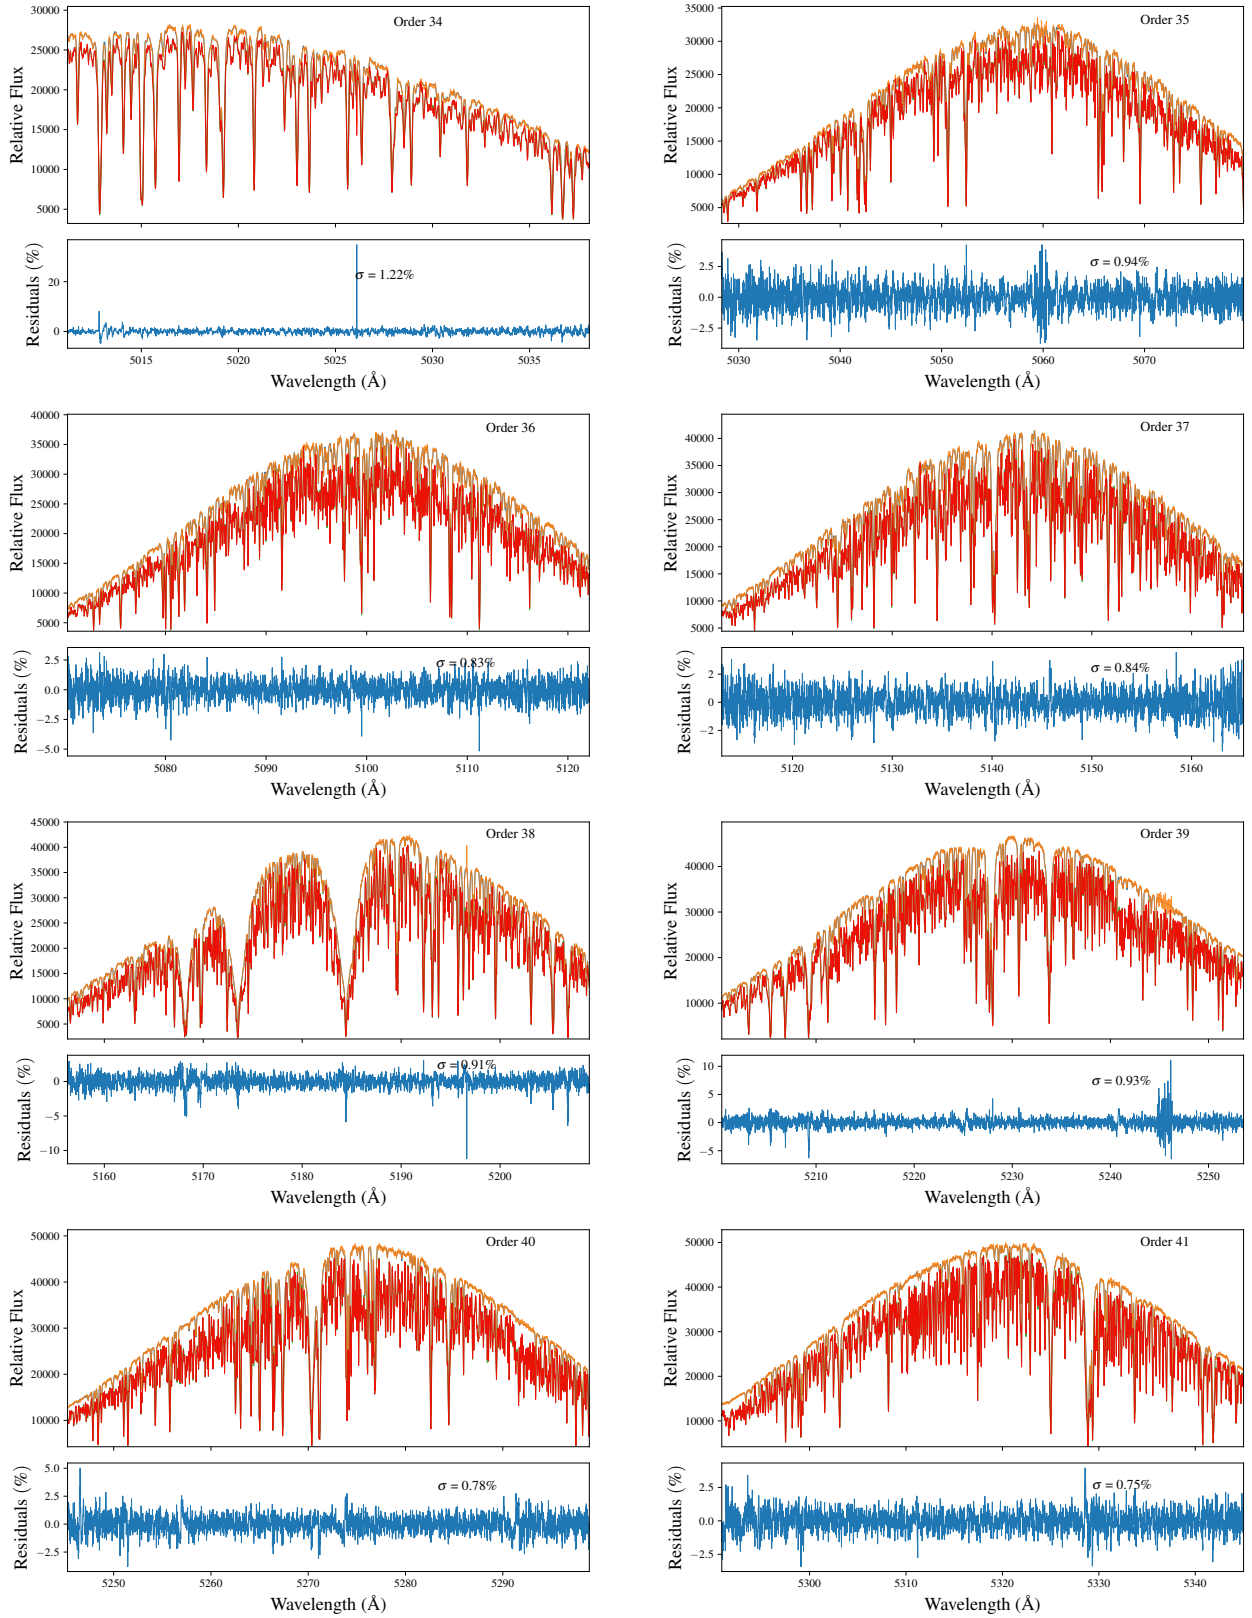 Order 34
Relative Flux
30000
25000
20000
15000
10000
5000
Residuals (%)
20
0
σ = 1.22%
5015
5020
5025
5030
5035
Wavelength (Å)
Order 35
Relative Flux
35000
30000
25000
20000
15000
10000
5000
Residuals (%)
2.5
0.0
−2.5
σ = 0.94%
5030
5040
5050
5060
5070
Wavelength (Å)
Order 36
Relative Flux
40000
35000
30000
25000
20000
15000
10000
5000
Residuals (%)
2.5
0.0
−2.5
−5.0
σ = 0.83%
5080
5090
5100
5110
5120
Wavelength (Å)
Order 37
Relative Flux
40000
35000
30000
25000
20000
15000
10000
5000
Residuals (%)
2
0
−2
σ = 0.84%
5120
5130
5140
5150
5160
Wavelength (Å)
Order 38
Relative Flux
45000
40000
35000
30000
25000
20000
15000
10000
5000
Residuals (%)
0
−5
−10
σ = 0.91%
5160
5170
5180
5190
5200
Wavelength (Å)
Order 39
Relative Flux
40000
30000
20000
10000
Residuals (%)
10
5
0
−5
σ = 0.93%
5210
5220
5230
5240
5250
Wavelength (Å)
Order 40
Relative Flux
50000
40000
30000
20000
10000
Residuals (%)
5.0
2.5
0.0
−2.5
σ = 0.78%
5250
5260
5270
5280
5290
Wavelength (Å)
Order 41
Relative Flux
50000
40000
30000
20000
10000
Residuals (%)
2.5
0.0
−2.5
σ = 0.75%
5300
5310
5320
5330
5340
Wavelength (Å)